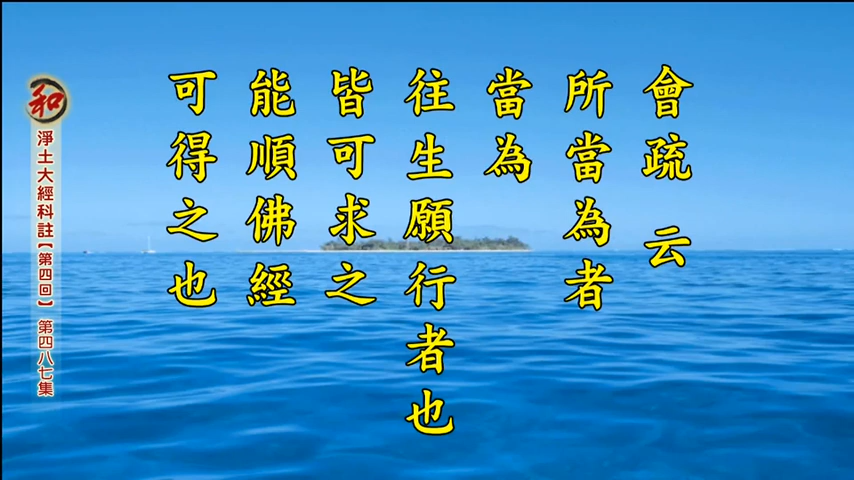 會疏 云
所當為者
當為
往生願行者也
皆可求之
能順佛經
可得之也
和
淨土大經科註【第四回】 第四八七集